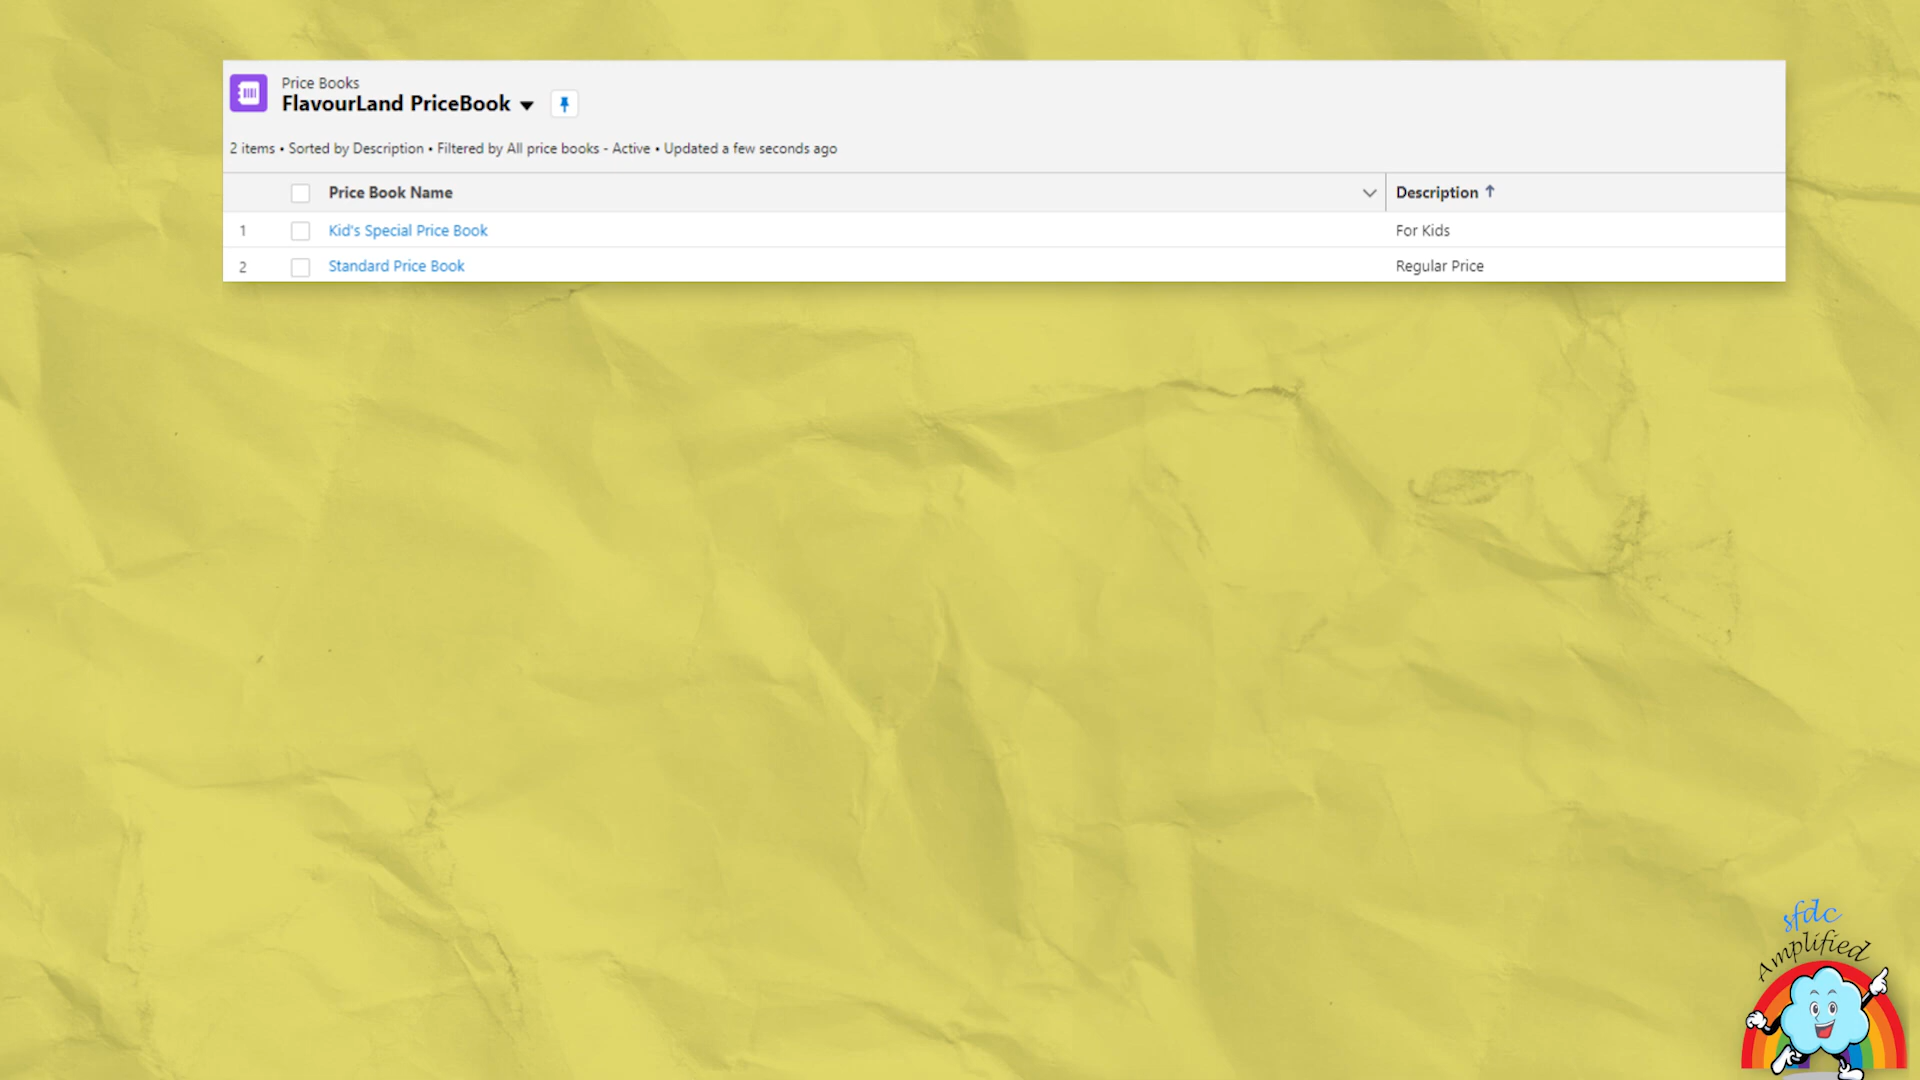 Price Books
FlavourLand PriceBook
2 items • Sorted by Description • Filtered by All price books - Active • Updated a few seconds ago
Price Book Name Description
1 Kid's Special Price Book For Kids
2 Standard Price Book Regular Price
sfdc
Amplified